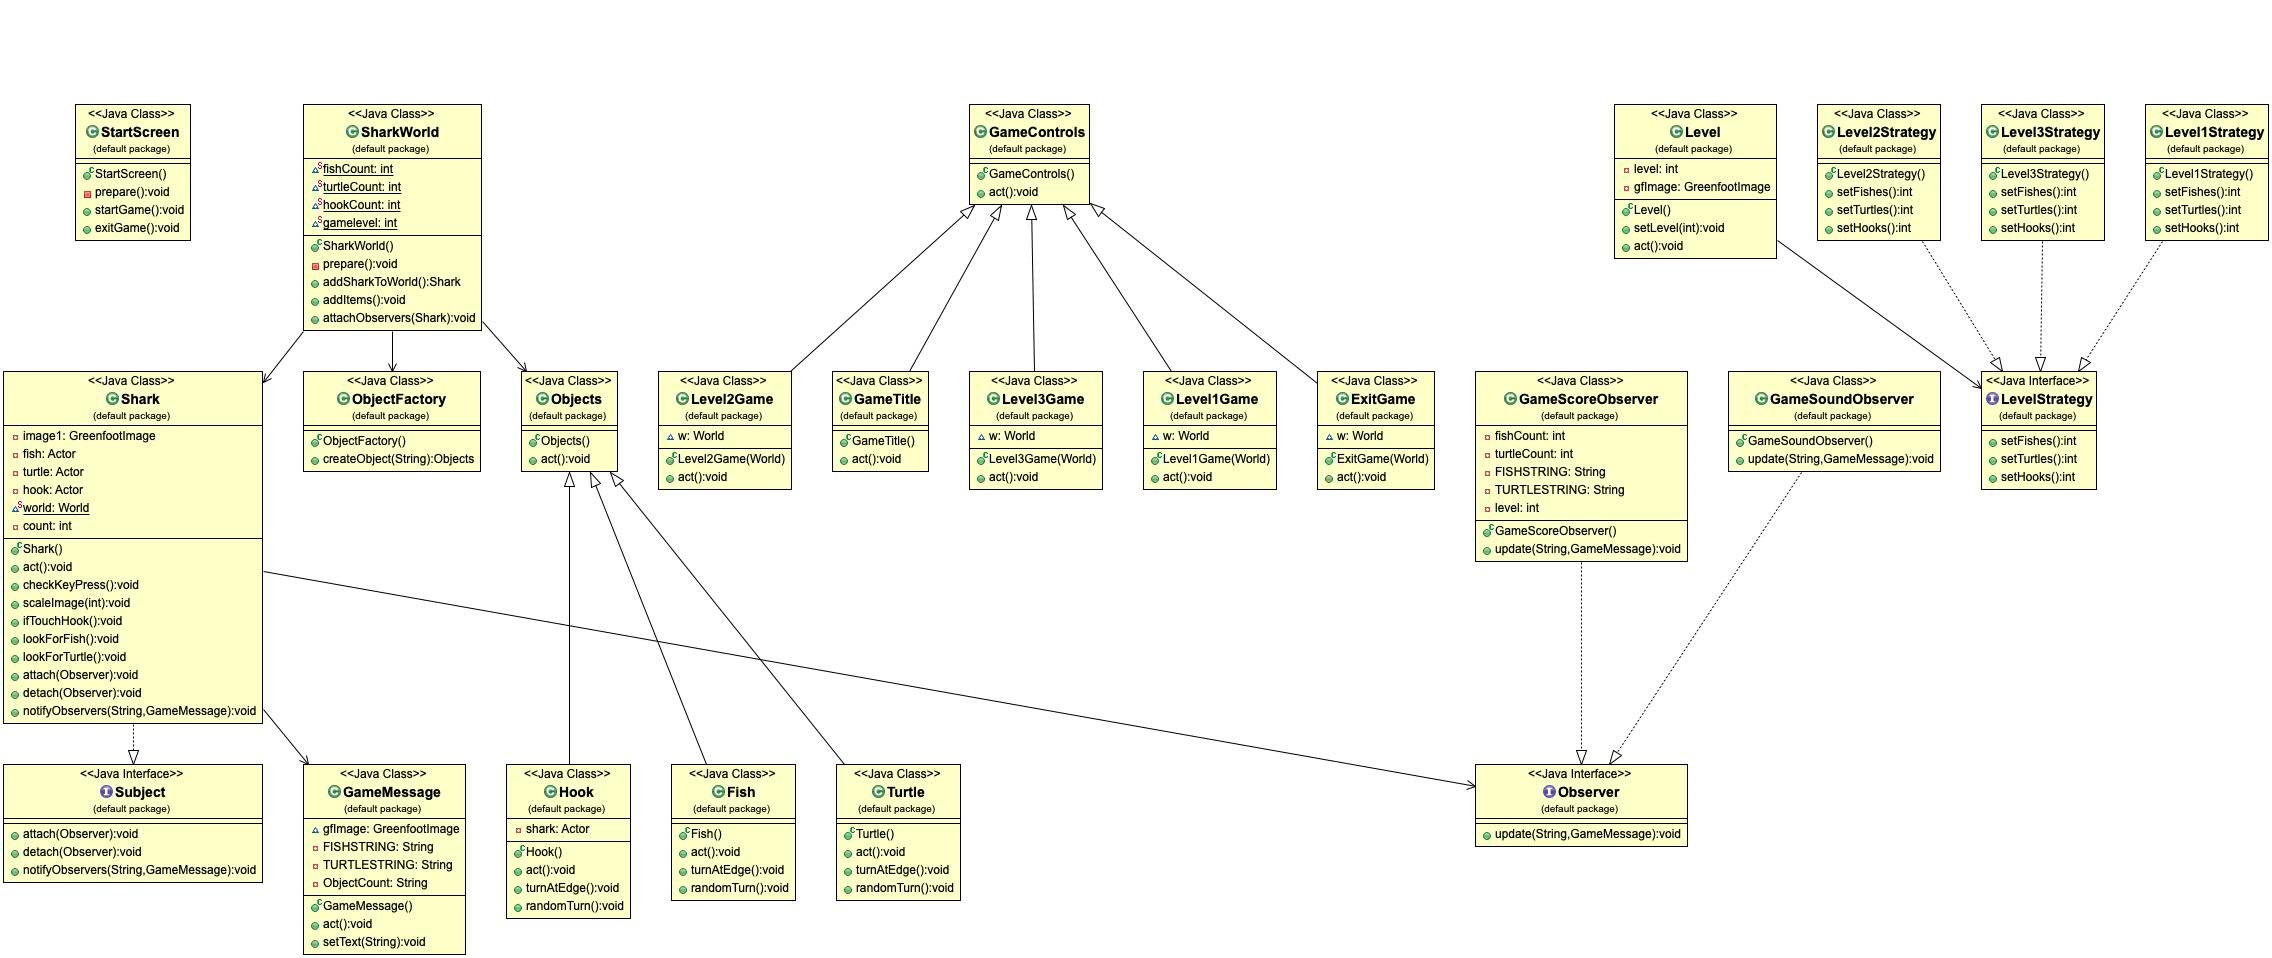 <<Java Class>>
StartScreen
(default package)
StartScreen()
prepare():void
startGame():void
exitGame():void
<<Java Class>>
SharkWorld
(default package)
fishCount: int
turtleCount: int
hookCount: int
gamelevel: int
SharkWorld()
prepare():void
addSharkToWorld():Shark
addItems():void
attachObservers(Shark):void
<<Java Class>>
GameControls
(default package)
GameControls()
act():void
<<Java Class>>
Level
(default package)
level: int
gfImage: GreenfootImage
Level()
setLevel(int):void
act():void
<<Java Class>>
Level2Strategy
(default package)
Level2Strategy()
setFishes():int
setTurtles():int
setHooks():int
<<Java Class>>
Level3Strategy
(default package)
Level3Strategy()
setFishes():int
setTurtles():int
setHooks():int
<<Java Class>>
Level1Strategy
(default package)
Level1Strategy()
setFishes():int
setTurtles():int
setHooks():int
<<Java Class>>
Shark
(default package)
image1: GreenfootImage
fish: Actor
turtle: Actor
hook: Actor
world: World
count: int
Shark()
act():void
checkKeyPress():void
scaleImage(int):void
ifTouchHook():void
lookForFish():void
lookForTurtle():void
attach(Observer):void
detach(Observer):void
notifyObservers(String,GameMessage):void
<<Java Class>>
ObjectFactory
(default package)
ObjectFactory()
createObject(String):Objects
<<Java Class>>
Objects
(default package)
Objects()
act():void
<<Java Class>>
Level2Game
(default package)
w: World
Level2Game(World)
act():void
<<Java Class>>
GameTitle
(default package)
GameTitle()
act():void
<<Java Class>>
Level3Game
(default package)
w: World
Level3Game(World)
act():void
<<Java Class>>
Level1Game
(default package)
w: World
Level1Game(World)
act():void
<<Java Class>>
ExitGame
(default package)
w: World
ExitGame(World)
act():void
<<Java Class>>
GameScoreObserver
(default package)
fishCount: int
turtleCount: int
FISHSTRING: String
TURTLESTRING: String
level: int
GameScoreObserver()
update(String,GameMessage):void
<<Java Class>>
GameSoundObserver
(default package)
GameSoundObserver()
update(String,GameMessage):void
<<Java Interface>>
LevelStrategy
(default package)
setFishes():int
setTurtles():int
setHooks():int
<<Java Interface>>
Subject
(default package)
attach(Observer):void
detach(Observer):void
notifyObservers(String,GameMessage):void
<<Java Class>>
GameMessage
(default package)
gfImage: GreenfootImage
FISHSTRING: String
TURTLESTRING: String
ObjectCount: String
GameMessage()
act():void
setText(String):void
<<Java Class>>
Hook
(default package)
shark: Actor
Hook()
act():void
turnAtEdge():void
randomTurn():void
<<Java Class>>
Fish
(default package)
Fish()
act():void
turnAtEdge():void
randomTurn():void
<<Java Class>>
Turtle
(default package)
Turtle()
act():void
turnAtEdge():void
randomTurn():void
<<Java Interface>>
Observer
(default package)
update(String,GameMessage):void